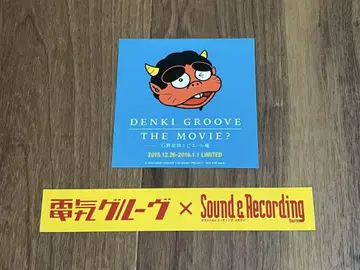 DENKI GROOVE
THE MOVIE?
2015.12.26-2016.1.1 LIMITED
電気グルーヴ × Sound & Recording